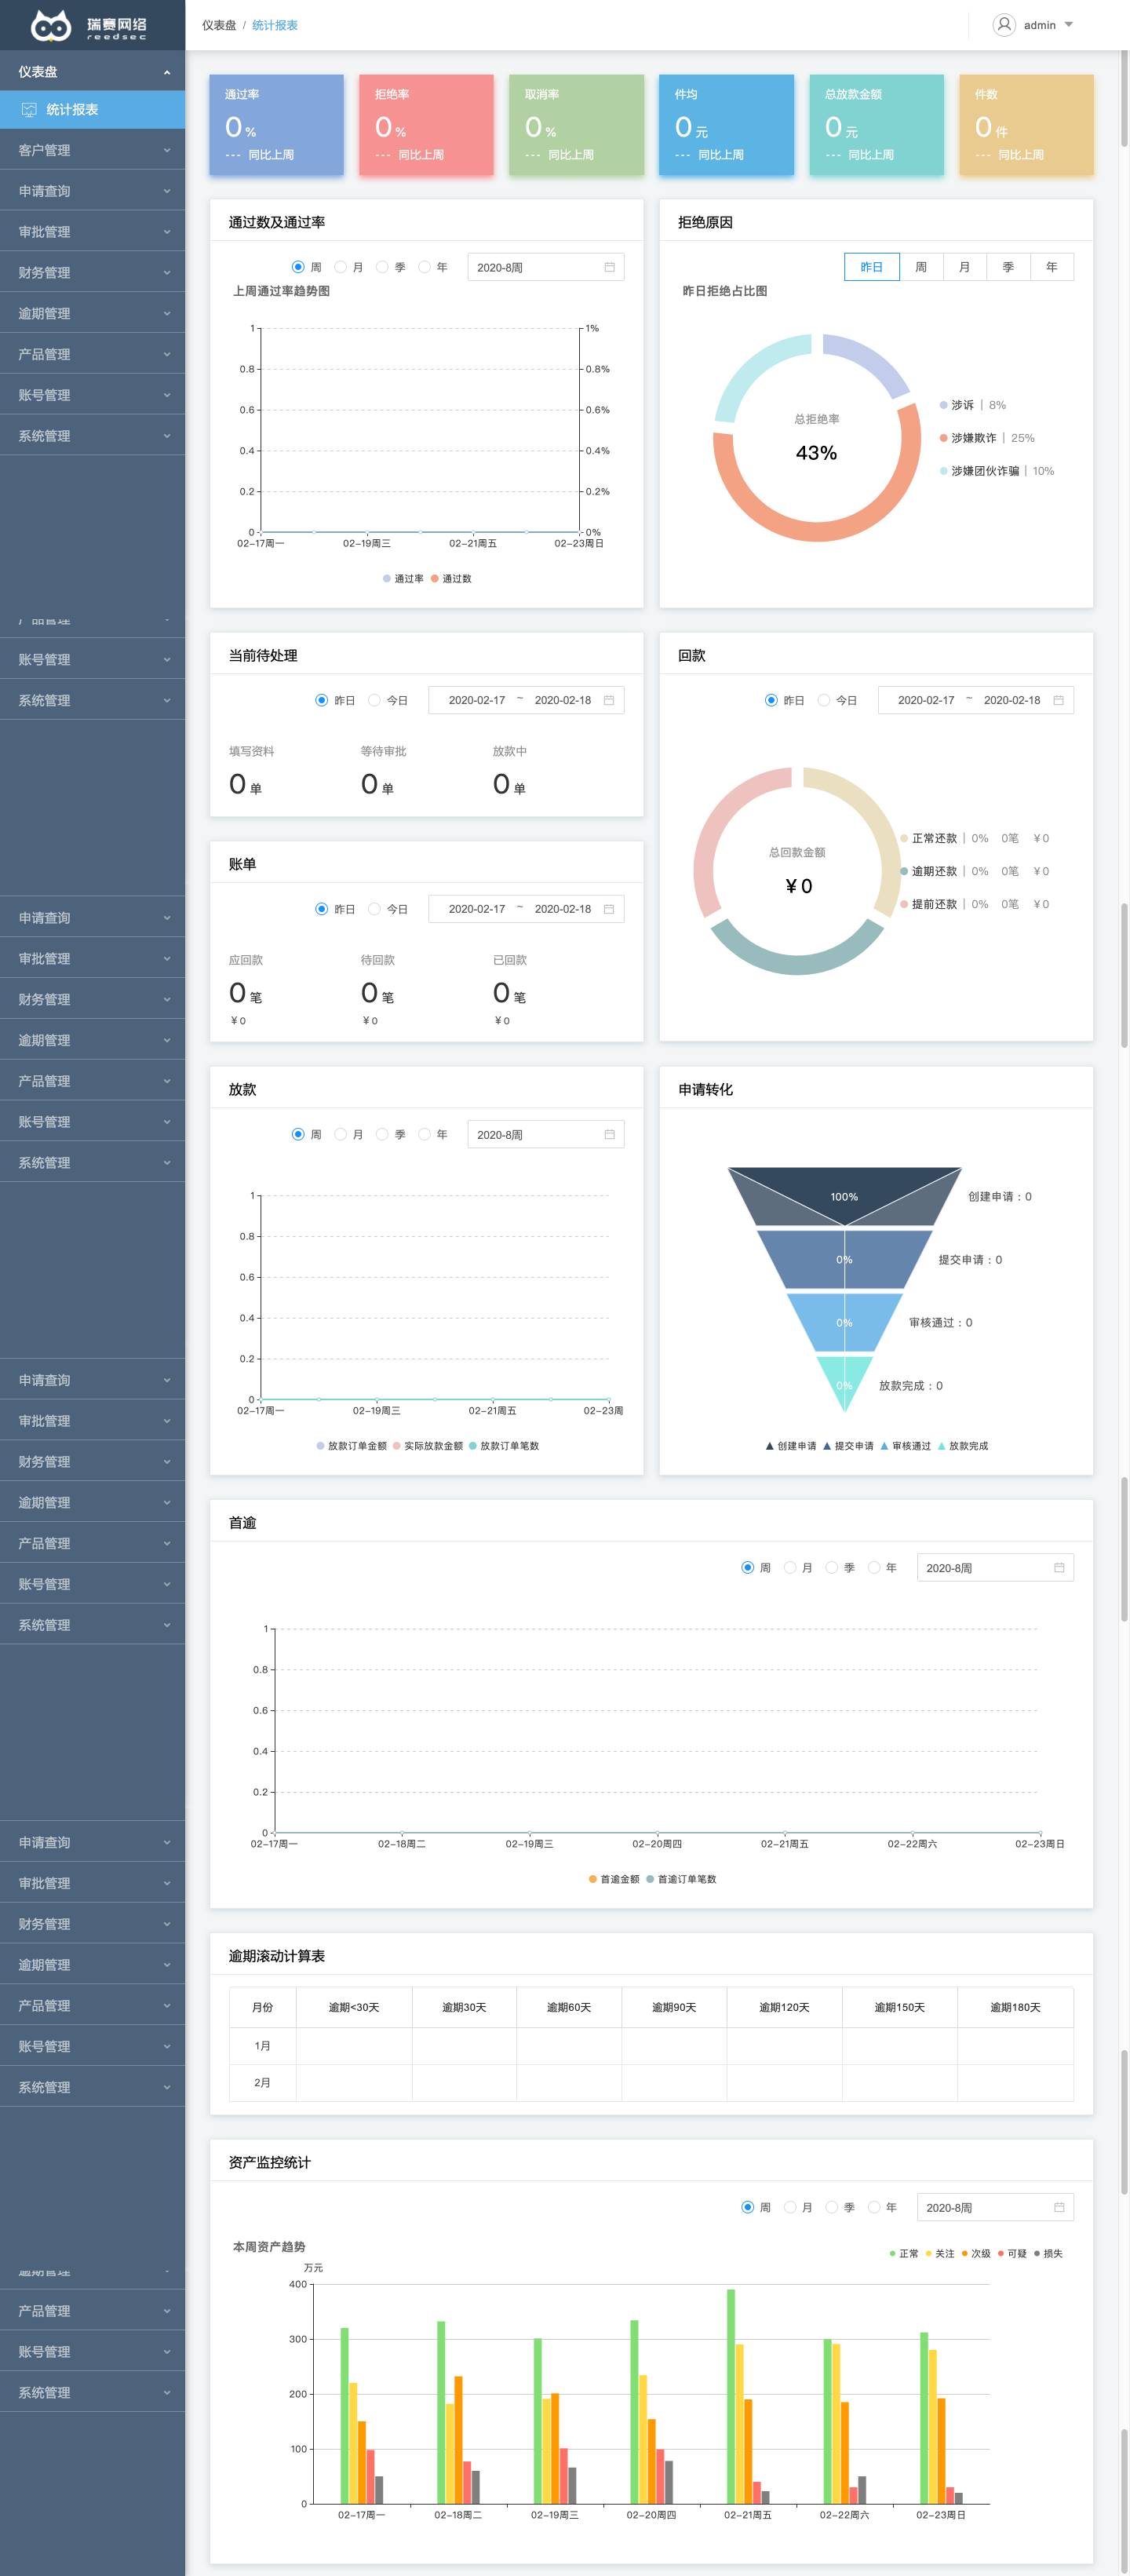 瑞赛网络
reedsec
仪表盘 / 统计报表
admin
仪表盘
统计报表
客户管理
申请查询
审批管理
财务管理
逾期管理
产品管理
账号管理
系统管理
账号管理
系统管理
申请查询
审批管理
财务管理
逾期管理
产品管理
账号管理
系统管理
申请查询
审批管理
财务管理
逾期管理
产品管理
账号管理
系统管理
申请查询
审批管理
财务管理
逾期管理
产品管理
账号管理
系统管理
产品管理
账号管理
系统管理
通过率
0 %
--- 同比上周
拒绝率
0 %
--- 同比上周
取消率
0 %
--- 同比上周
件均
0 元
--- 同比上周
总放款金额
0 元
--- 同比上周
件数
0 件
--- 同比上周
通过数及通过率
周 月 季 年 2020-8周
上周通过率趋势图
1 1%
0.8 0.8%
0.6 0.6%
0.4 0.4%
0.2 0.2%
0 0%
02-17周一 02-19周三 02-21周五 02-23周日
通过率 通过数
拒绝原因
昨日 周 月 季 年
昨日拒绝占比图
总拒绝率
43%
涉诉 | 8%
涉嫌欺诈 | 25%
涉嫌团伙诈骗 | 10%
当前待处理
昨日 今日 2020-02-17 ~ 2020-02-18
填写资料 等待审批 放款中
0 单 0 单 0 单
回款
昨日 今日 2020-02-17 ~ 2020-02-18
总回款金额
¥ 0
正常还款 | 0% 0笔 ¥ 0
逾期还款 | 0% 0笔 ¥ 0
提前还款 | 0% 0笔 ¥ 0
账单
昨日 今日 2020-02-17 ~ 2020-02-18
应回款 待回款 已回款
0 笔 0 笔 0 笔
¥ 0 ¥ 0 ¥ 0
放款
周 月 季 年 2020-8周
1
0.8
0.6
0.4
0.2
0
02-17周一 02-19周三 02-21周五 02-23周
放款订单金额 实际放款金额 放款订单笔数
申请转化
100% 创建申请：0
0% 提交申请：0
0% 审核通过：0
0% 放款完成：0
创建申请 提交申请 审核通过 放款完成
首逾
周 月 季 年 2020-8周
1
0.8
0.6
0.4
0.2
0
02-17周一 02-18周二 02-19周三 02-20周四 02-21周五 02-22周六 02-23周日
首逾金额 首逾订单笔数
逾期滚动计算表
月份 逾期<30天 逾期30天 逾期60天 逾期90天 逾期120天 逾期150天 逾期180天
1月
2月
资产监控统计
周 月 季 年 2020-8周
本周资产趋势
正常 关注 次级 可疑 损失
万元
400
300
200
100
0
02-17周一 02-18周二 02-19周三 02-20周四 02-21周五 02-22周六 02-23周日